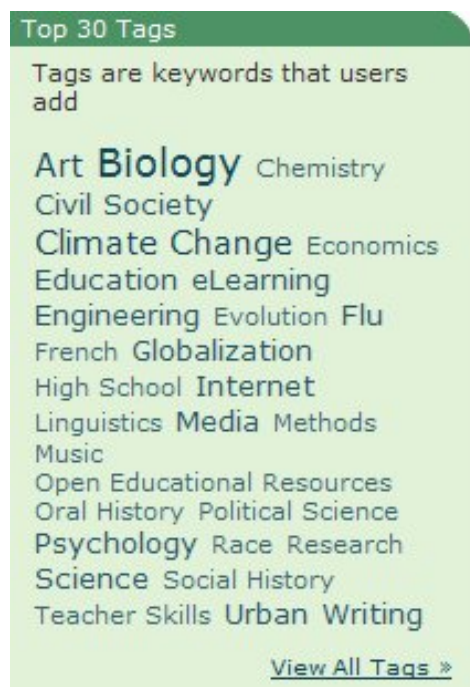 Top 30 Tags
Tags are keywords that users
add
Art Biology Chemistry
Civil Society
Climate Change Economics
Education eLearning
Engineering Evolution Flu
French Globalization
High School Internet
Linguistics Media Methods
Music
Open Educational Resources
Oral History Political Science
Psychology Race Research
Science Social History
Teacher Skills Urban Writing
View All Tags »